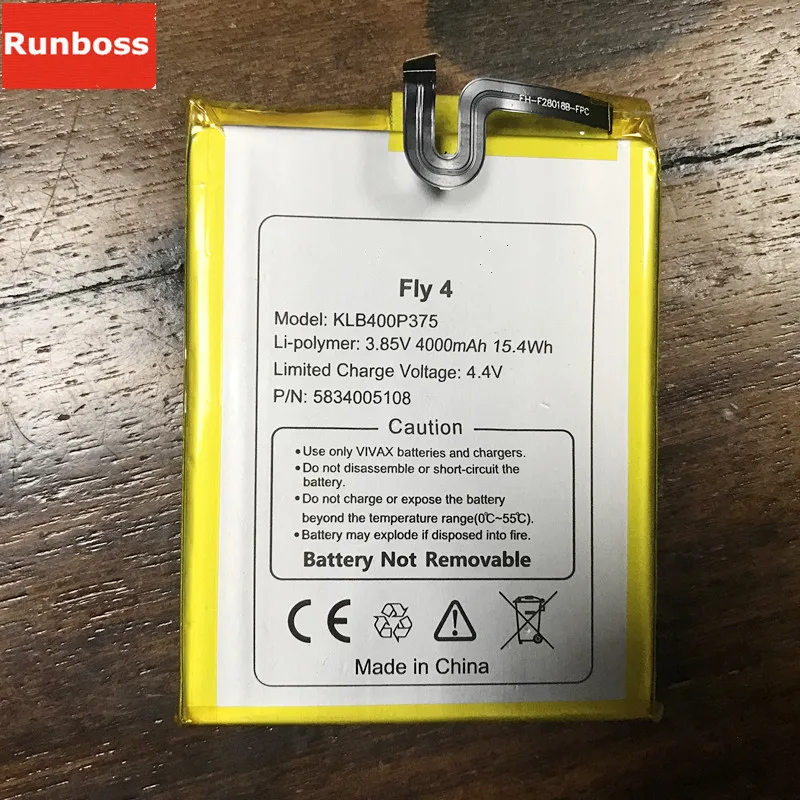 Runboss
FH-F28018B-FPC
Fly 4
Model: KLB400P375
Li-polymer: 3.85V 4000mAh 15.4Wh
Limited Charge Voltage: 4.4V
P/N: 5834005108
Caution
•Use only VIVAX batteries and chargers.
•Do not disassemble or short-circuit the
battery.
•Do not charge or expose the battery
beyond the temperature range(0℃~55℃).
•Battery may explode if disposed into fire.
Battery Not Removable
CE
Made in China